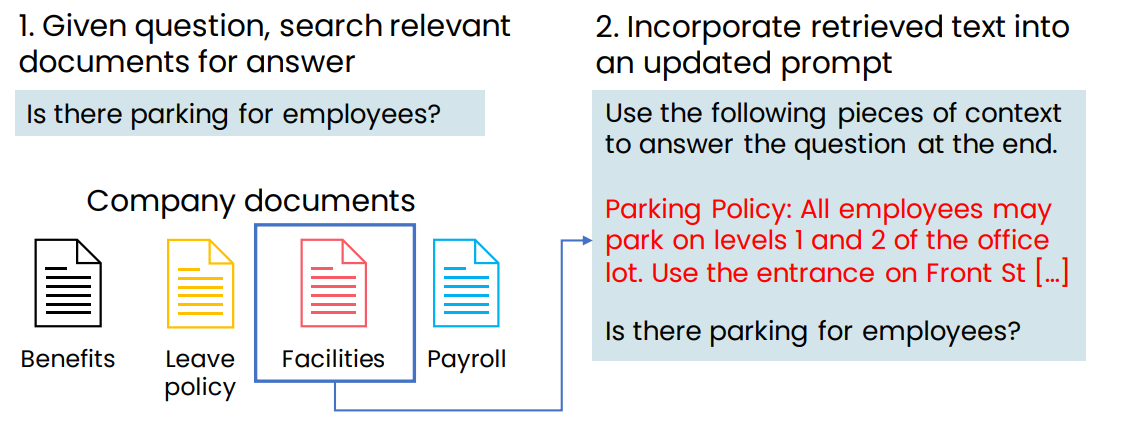 1. Given question, search relevant
documents for answer
Is there parking for employees?
Company documents
Benefits
Leave
policy
Facilities
Payroll
2. Incorporate retrieved text into
an updated prompt
Use the following pieces of context
to answer the question at the end.
Parking Policy: All employees may
park on levels 1 and 2 of the office
lot. Use the entrance on Front St […]
Is there parking for employees?